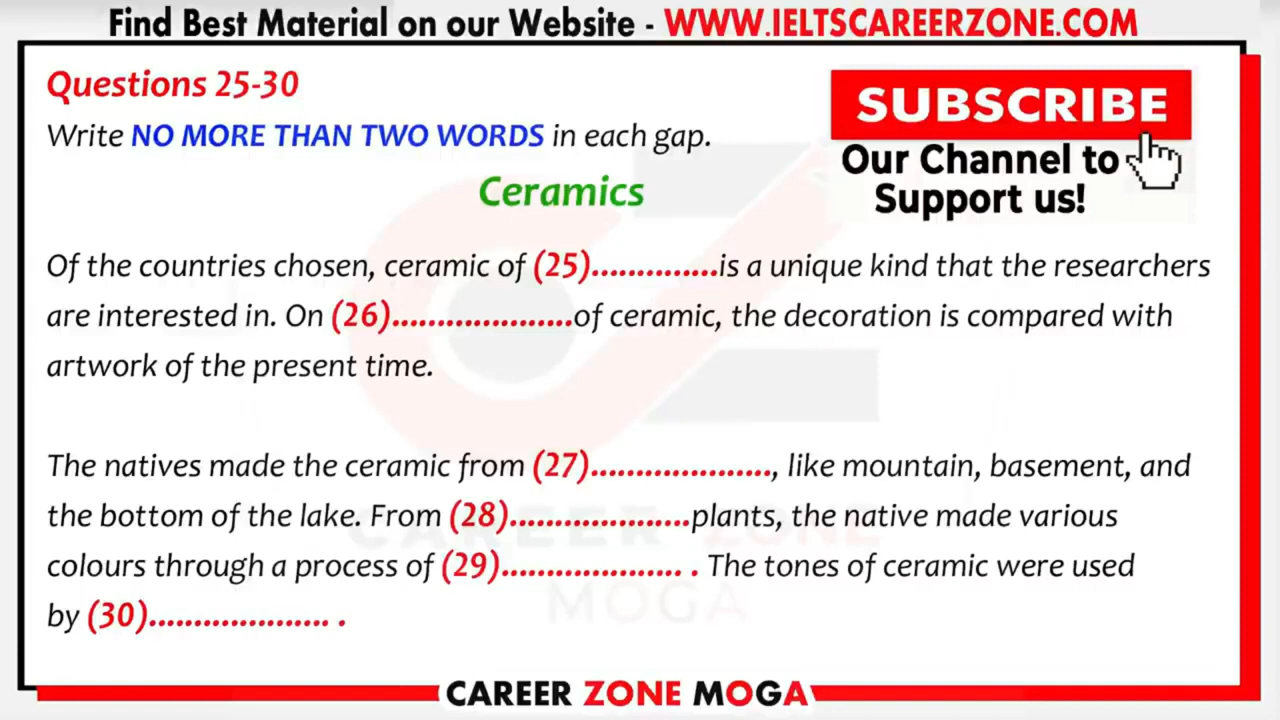 Find Best Material on our Website - WWW.IELTSCAREERZONE.COM
Questions 25-30
Write NO MORE THAN TWO WORDS in each gap.
SUBSCRIBE
Our Channel to
Support us!
Ceramics
Of the countries chosen, ceramic of (25)..............is a unique kind that the researchers
are interested in. On (26)....................of ceramic, the decoration is compared with
artwork of the present time.
The natives made the ceramic from (27)...................., like mountain, basement, and
the bottom of the lake. From (28)....................plants, the native made various
colours through a process of (29).................... . The tones of ceramic were used
by (30).................... .
CAREER ZONE
MOGA
CAREER ZONE MOGA